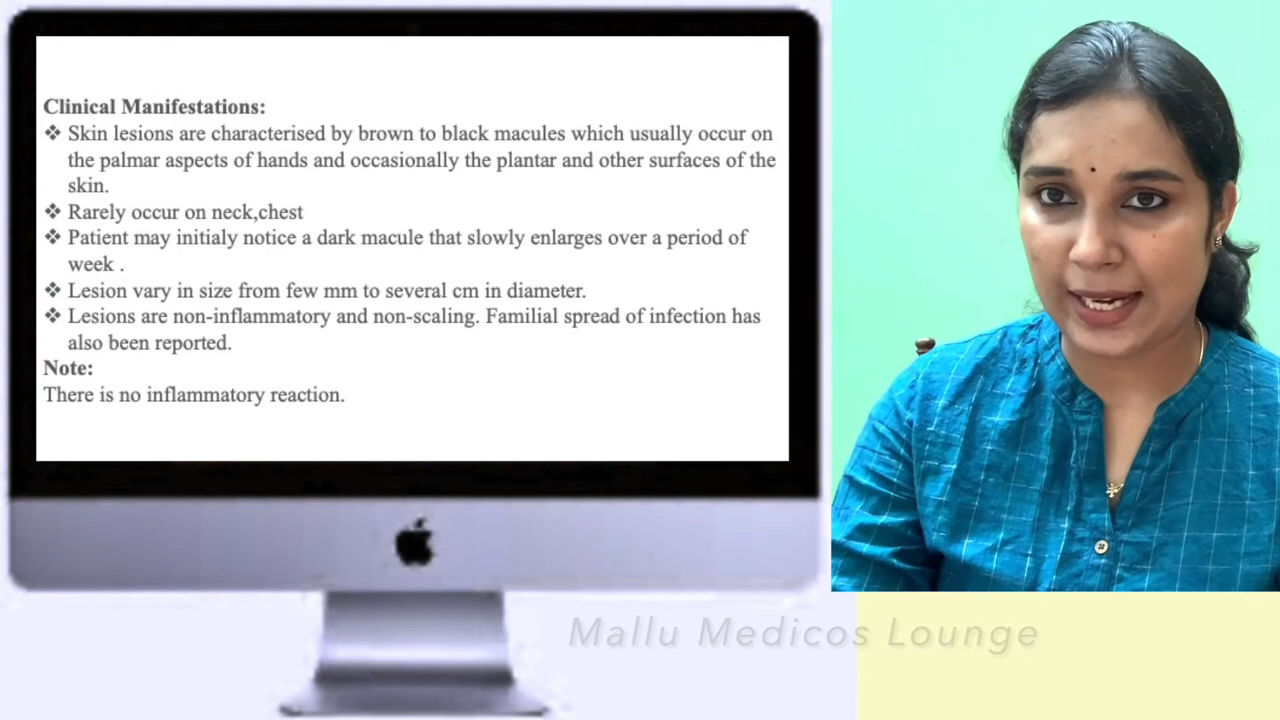 Clinical Manifestations:
❖ Skin lesions are characterised by brown to black macules which usually occur on
the palmar aspects of hands and occasionally the plantar and other surfaces of the
skin.
❖ Rarely occur on neck,chest
❖ Patient may initialy notice a dark macule that slowly enlarges over a period of
week .
❖ Lesion vary in size from few mm to several cm in diameter.
❖ Lesions are non-inflammatory and non-scaling. Familial spread of infection has
also been reported.
Note:
There is no inflammatory reaction.
Mallu Medicos Lounge